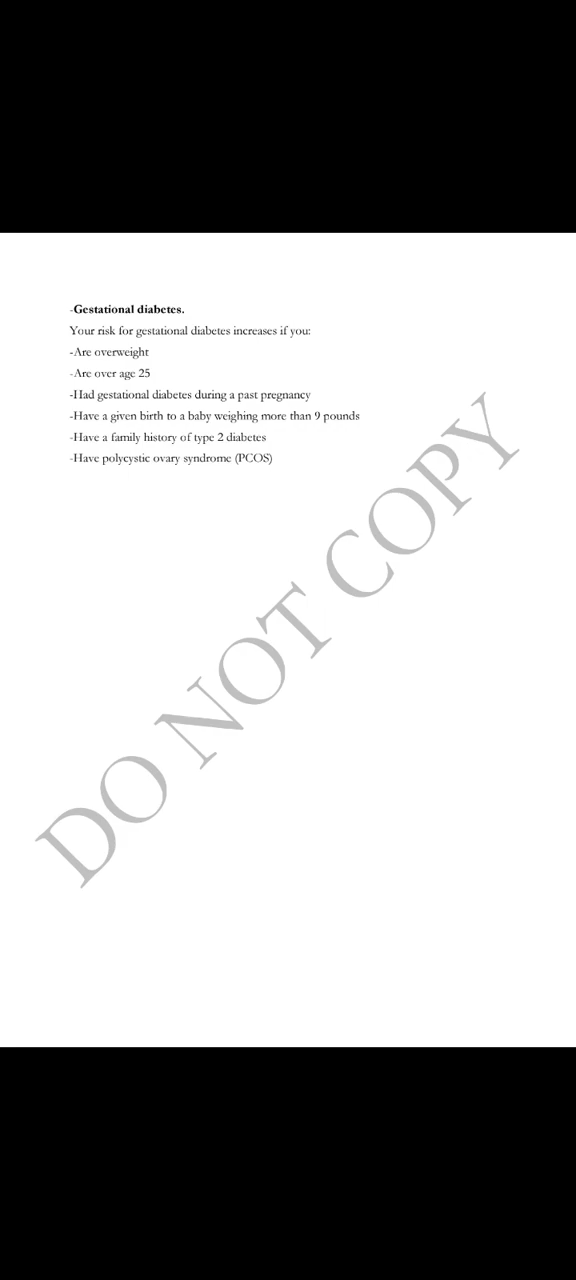 -Gestational diabetes.
Your risk for gestational diabetes increases if you:
-Are overweight
-Are over age 25
-Had gestational diabetes during a past pregnancy
-Have a given birth to a baby weighing more than 9 pounds
-Have a family history of type 2 diabetes
-Have polycystic ovary syndrome (PCOS)
DO NOT COPY